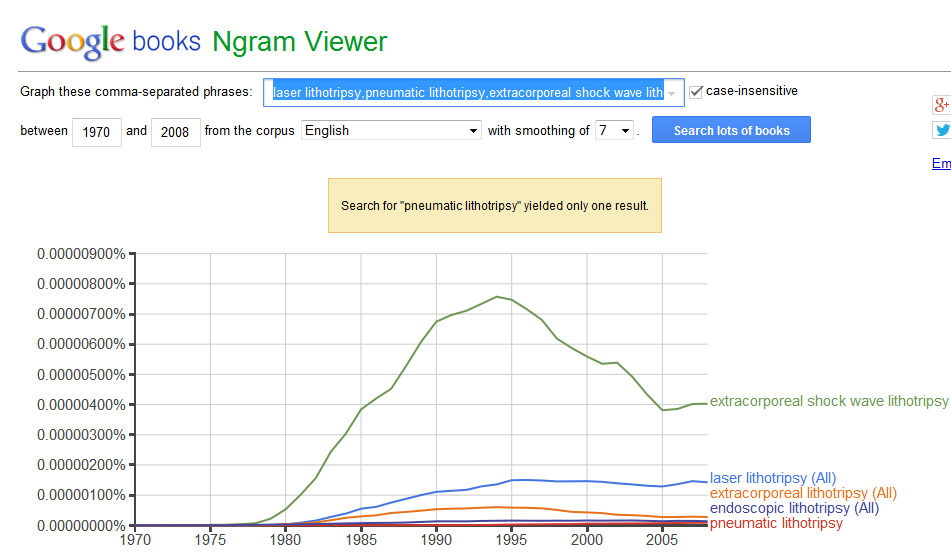 Google books Ngram Viewer
Graph these comma-separated phrases: laser lithotripsy,pneumatic lithotripsy,extracorporeal shock wave lith case-insensitive
between 1970 and 2008 from the corpus English with smoothing of 7 . Search lots of books
g+
Em
Search for "pneumatic lithotripsy" yielded only one result.
0.00000900%
0.00000800%
0.00000700%
0.00000600%
0.00000500%
0.00000400%
0.00000300%
0.00000200%
0.00000100%
0.00000000%
extracorporeal shock wave lithotripsy
laser lithotripsy (All)
extracorporeal lithotripsy (All)
endoscopic lithotripsy (All)
pneumatic lithotripsy
1970 1975 1980 1985 1990 1995 2000 2005